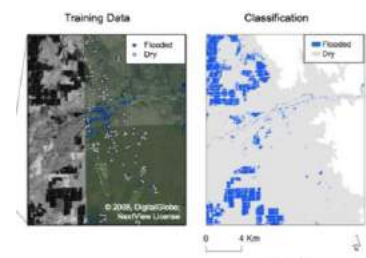 Training Data
Flooded
Dry
© 2008, DigitalGlobe;
NextView License
Classification
Flooded
Dry
0 4 Km